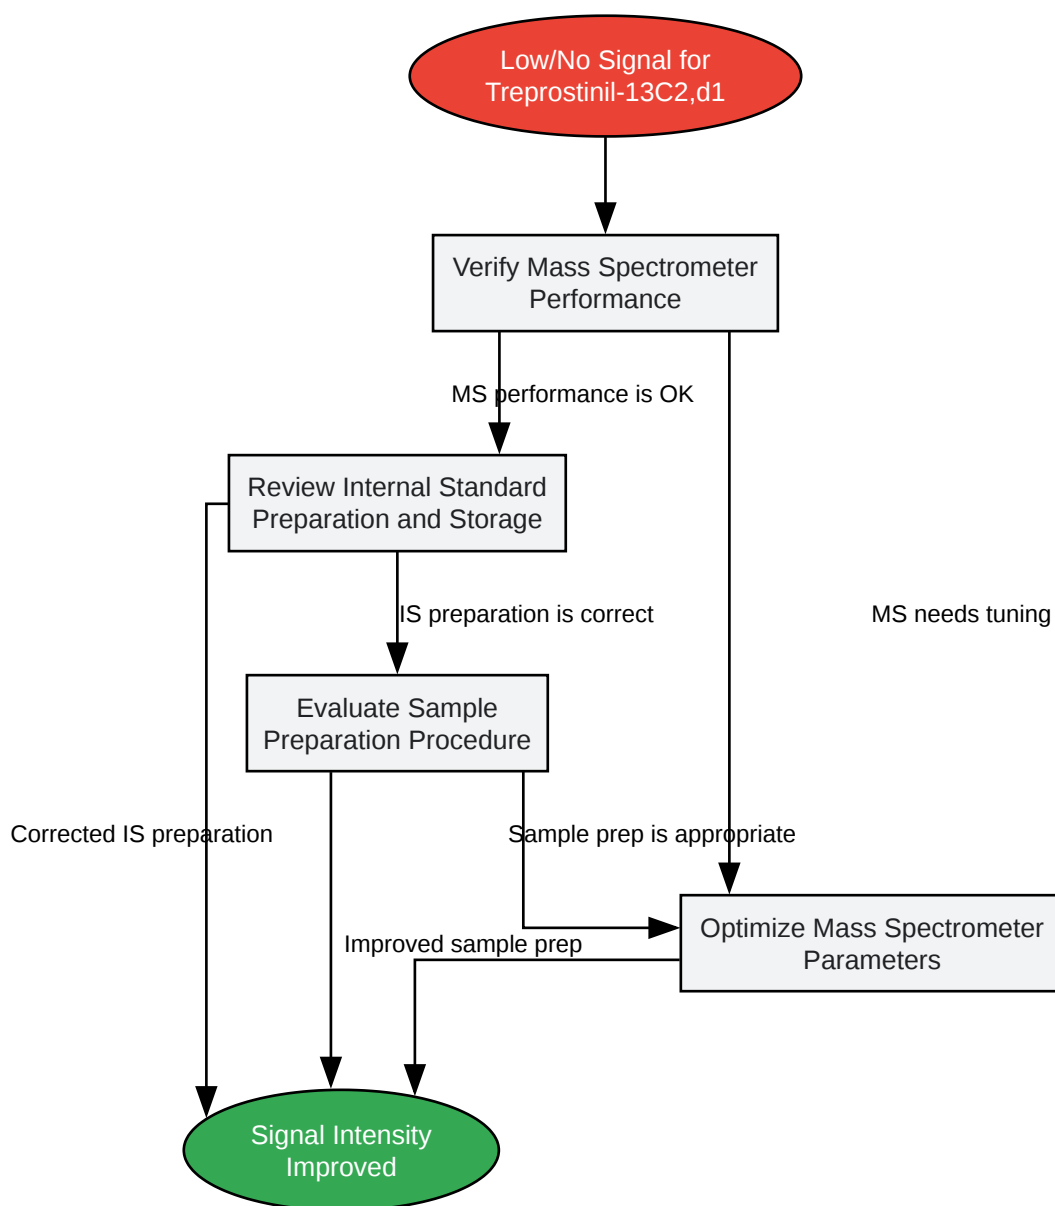 Low/No Signal for
Treprostinil-13C2,d1
Verify Mass Spectrometer
Performance
MS performance is OK
Review Internal Standard
Preparation and Storage
IS preparation is correct
MS needs tuning
Evaluate Sample
Preparation Procedure
Corrected IS preparation
Sample prep is appropriate
Optimize Mass Spectrometer
Parameters
Improved sample prep
Signal Intensity
Improved